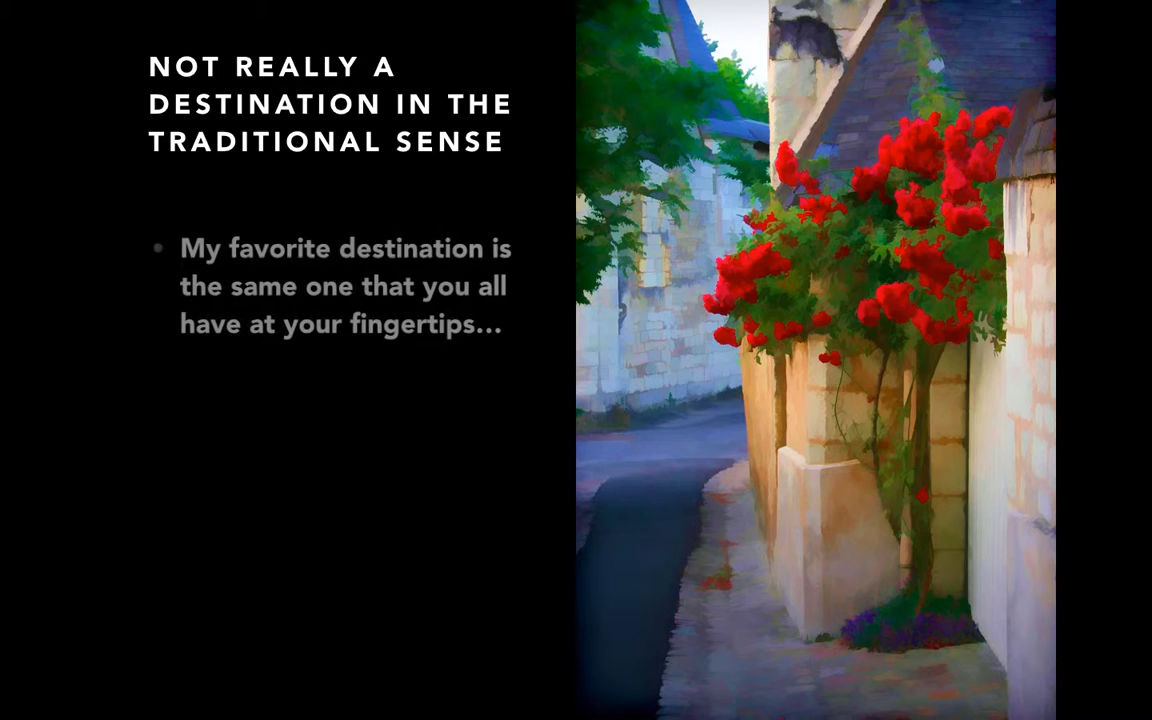 NOT REALLY A
DESTINATION IN THE
TRADITIONAL SENSE
• My favorite destination is
the same one that you all
have at your fingertips…